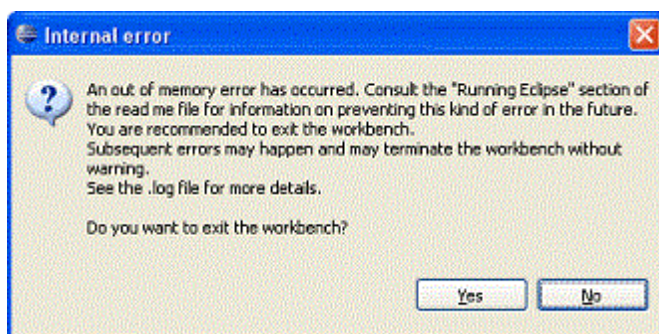 Internal error
An out of memory error has occurred. Consult the "Running Eclipse" section of
the read me file for information on preventing this kind of error in the future.
You are recommended to exit the workbench.
Subsequent errors may happen and may terminate the workbench without
warning.
See the .log file for more details.
Do you want to exit the workbench?
Yes No